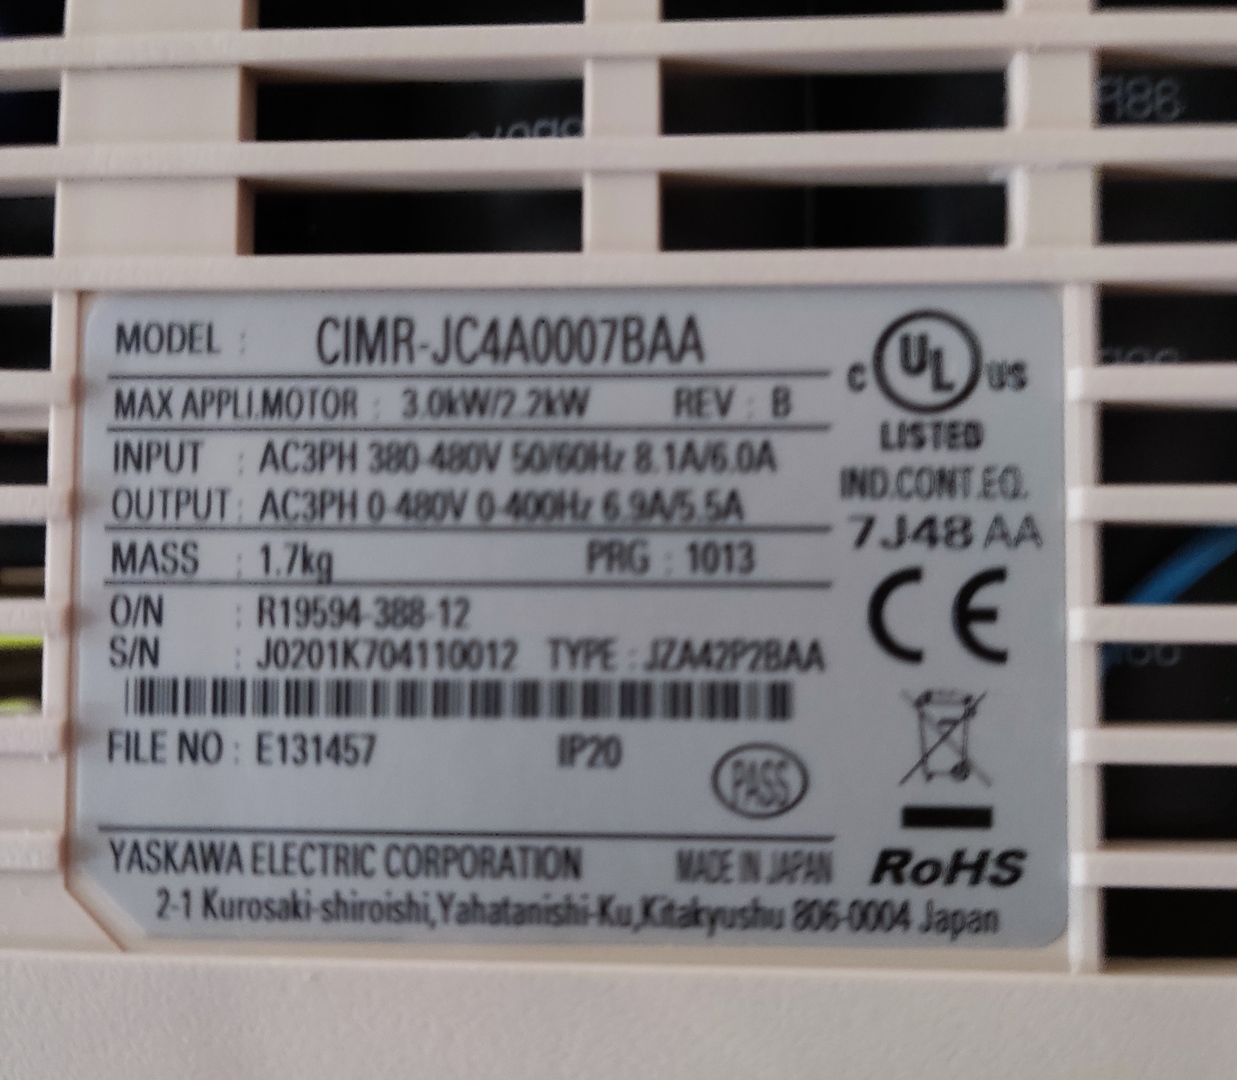 MODEL : CIMR-JC4A0007BAA
MAX APPLI.MOTOR : 3.0kW/2.2kW REV : B
INPUT : AC3PH 380-480V 50/60Hz 8.1A/6.0A
OUTPUT : AC3PH 0-480V 0-400Hz 6.9A/5.5A
MASS : 1.7kg PRG : 1013
O/N : R19594-388-12
S/N : J0201K704110012 TYPE : JZA42P2BAA
FILE NO : E131457 IP20
PASS
YASKAWA ELECTRIC CORPORATION MADE IN JAPAN
2-1 Kurosaki-shiroishi,Yahatanishi-Ku,Kitakyushu 806-0004 Japan
C UL US
LISTED
IND.CONT.EQ.
7J48 AA
CE
RoHS